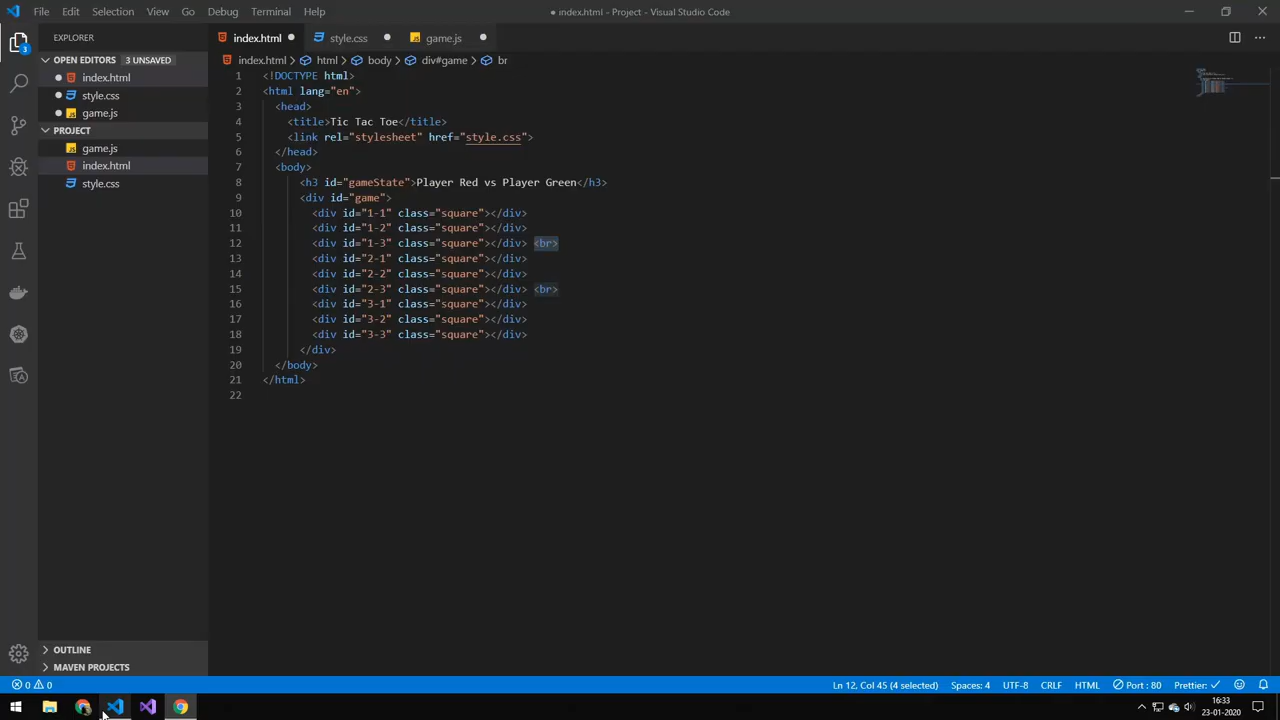 File Edit Selection View Go Debug Terminal Help
● index.html - Project - Visual Studio Code
EXPLORER
index.html
style.css
game.js
OPEN EDITORS 3 UNSAVED
index.html
style.css
game.js
PROJECT
game.js
index.html
style.css
OUTLINE
MAVEN PROJECTS
3
index.html > html > body > div#game > br
1 <!DOCTYPE html>
2 <html lang="en">
3 <head>
4 <title>Tic Tac Toe</title>
5 <link rel="stylesheet" href="style.css">
6 </head>
7 <body>
8 <h3 id="gameState">Player Red vs Player Green</h3>
9 <div id="game">
10 <div id="1-1" class="square"></div>
11 <div id="1-2" class="square"></div>
12 <div id="1-3" class="square"></div> <br>
13 <div id="2-1" class="square"></div>
14 <div id="2-2" class="square"></div>
15 <div id="2-3" class="square"></div> <br>
16 <div id="3-1" class="square"></div>
17 <div id="3-2" class="square"></div>
18 <div id="3-3" class="square"></div>
19 </div>
20 </body>
21 </html>
22
0 0
Ln 12, Col 45 (4 selected) Spaces: 4 UTF-8 CRLF HTML Port : 80 Prettier: ✓
16:33
23-01-2020